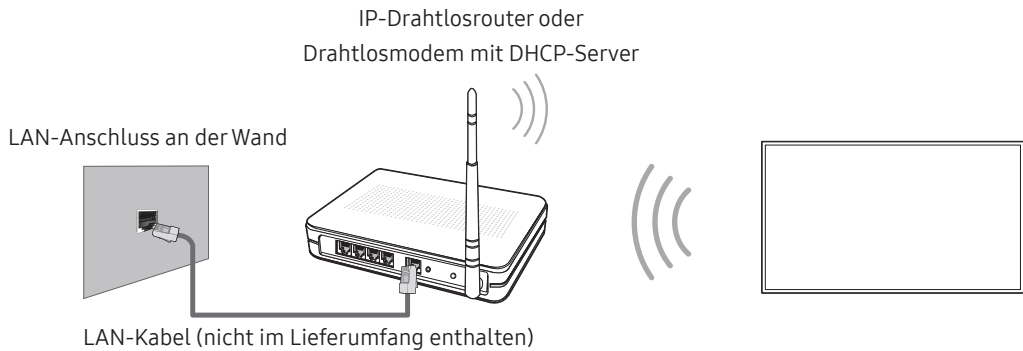 IP-Drahtlosrouter oder
Drahtlosmodem mit DHCP-Server
LAN-Anschluss an der Wand
LAN-Kabel (nicht im Lieferumfang enthalten)